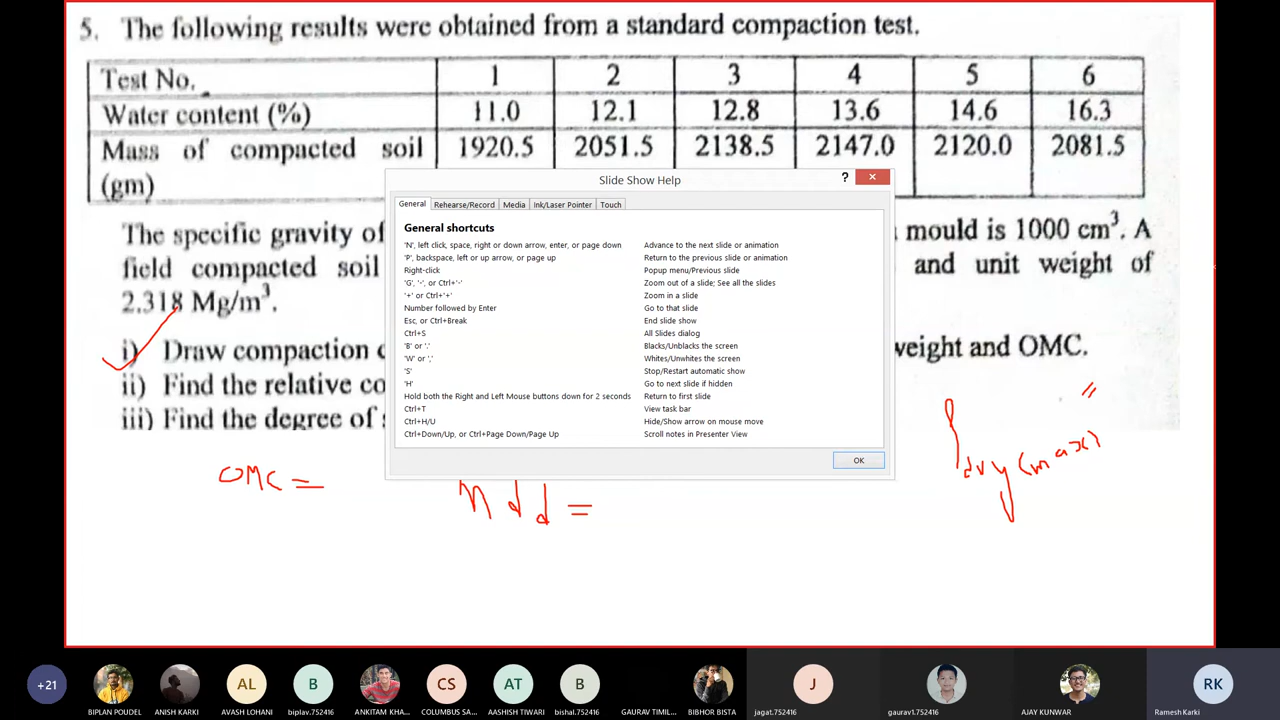 5. The following results were obtained from a standard compaction test.
Test No. 1 2 3 4 5 6
Water content (%) 11.0 12.1 12.8 13.6 14.6 16.3
Mass of compacted soil 1920.5 2051.5 2138.5 2147.0 2120.0 2081.5
(gm)
Slide Show Help
?
General Rehearse/Record Media Ink/Laser Pointer Touch
General shortcuts
'N', left click, space, right or down arrow, enter, or page down Advance to the next slide or animation
'P', backspace, left or up arrow, or page up Return to the previous slide or animation
Right-click Popup menu/Previous slide
'G', '-', or Ctrl+'-' Zoom out of a slide; See all the slides
'+' or Ctrl+'+' Zoom in a slide
Number followed by Enter Go to that slide
Esc, or Ctrl+Break End slide show
Ctrl+S All Slides dialog
'B' or '.' Blacks/Unblacks the screen
'W' or ',' Whites/Unwhites the screen
'S' Stop/Restart automatic show
'H' Go to next slide if hidden
Hold both the Right and Left Mouse buttons down for 2 seconds Return to first slide
Ctrl+T View task bar
Ctrl+H/U Hide/Show arrow on mouse move
Ctrl+Down/Up, or Ctrl+Page Down/Page Up Scroll notes in Presenter View
OK
The specific gravity of mould is 1000 cm³. A
field compacted soil and unit weight of
2.318 Mg/m³.
i) Draw compaction weight and OMC.
ii) Find the relative co
iii) Find the degree of
OMC =
dry (max)
=
+21 AL B CS AT B J RK
BIPLAN POUDEL ANISH KARKI AVASH LOHANI biplav.752416 ANKITAM KHA... COLUMBUS SA... AASHISH TIWARI bishal.752416 GAURAV TIMIL... BIBHOR BISTA jagat.752416 gaurav1.752416 AJAY KUNWAR Ramesh Karki